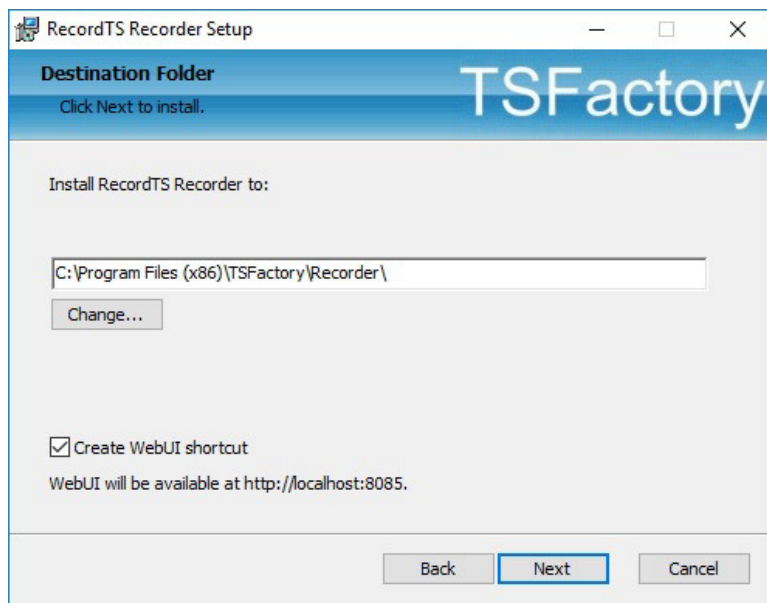 RecordTS Recorder Setup
Destination Folder
TSFactory
Click Next to install.
Install RecordTS Recorder to:
C:\Program Files (x86)\TSFactory\Recorder\
Change...
Create WebUI shortcut
WebUI will be available at http://localhost:8085.
Back Next Cancel